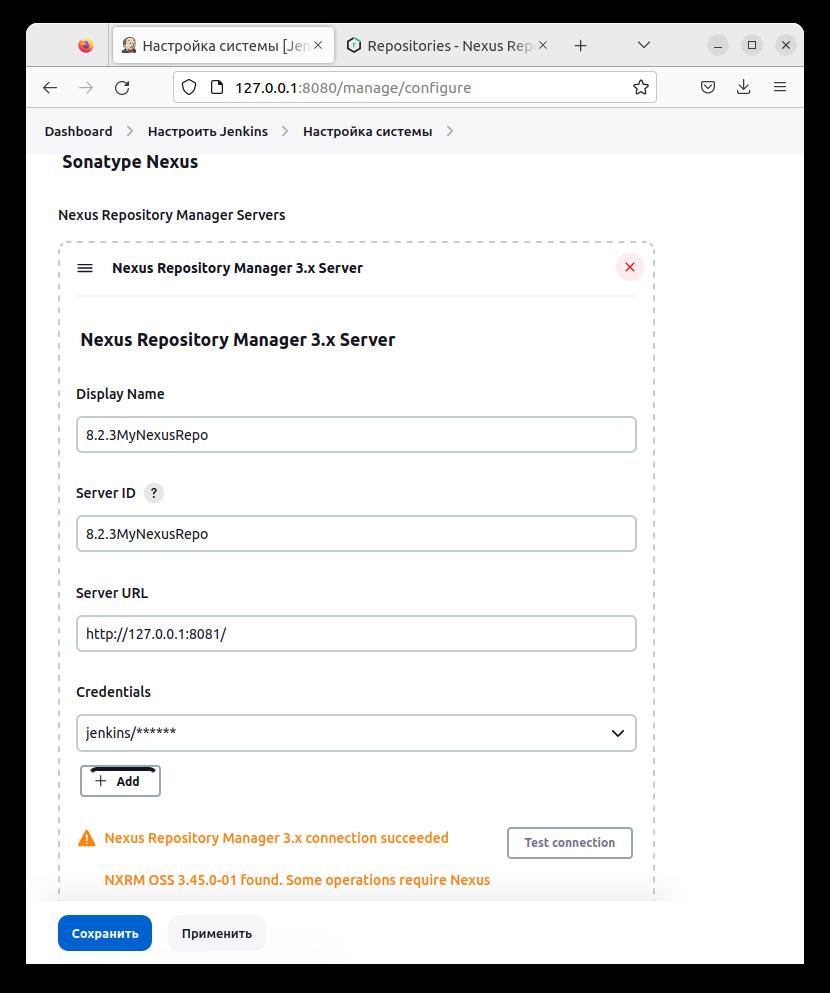 Настройка системы [Jen
Repositories - Nexus Rep
127.0.0.1:8080/manage/configure
Dashboard > Настроить Jenkins > Настройка системы >
Sonatype Nexus
Nexus Repository Manager Servers
Nexus Repository Manager 3.x Server
Nexus Repository Manager 3.x Server
Display Name
8.2.3MyNexusRepo
Server ID ?
8.2.3MyNexusRepo
Server URL
http://127.0.0.1:8081/
Credentials
jenkins/******
+ Add
Nexus Repository Manager 3.x connection succeeded
Test connection
NXRM OSS 3.45.0-01 found. Some operations require Nexus
Сохранить
Применить